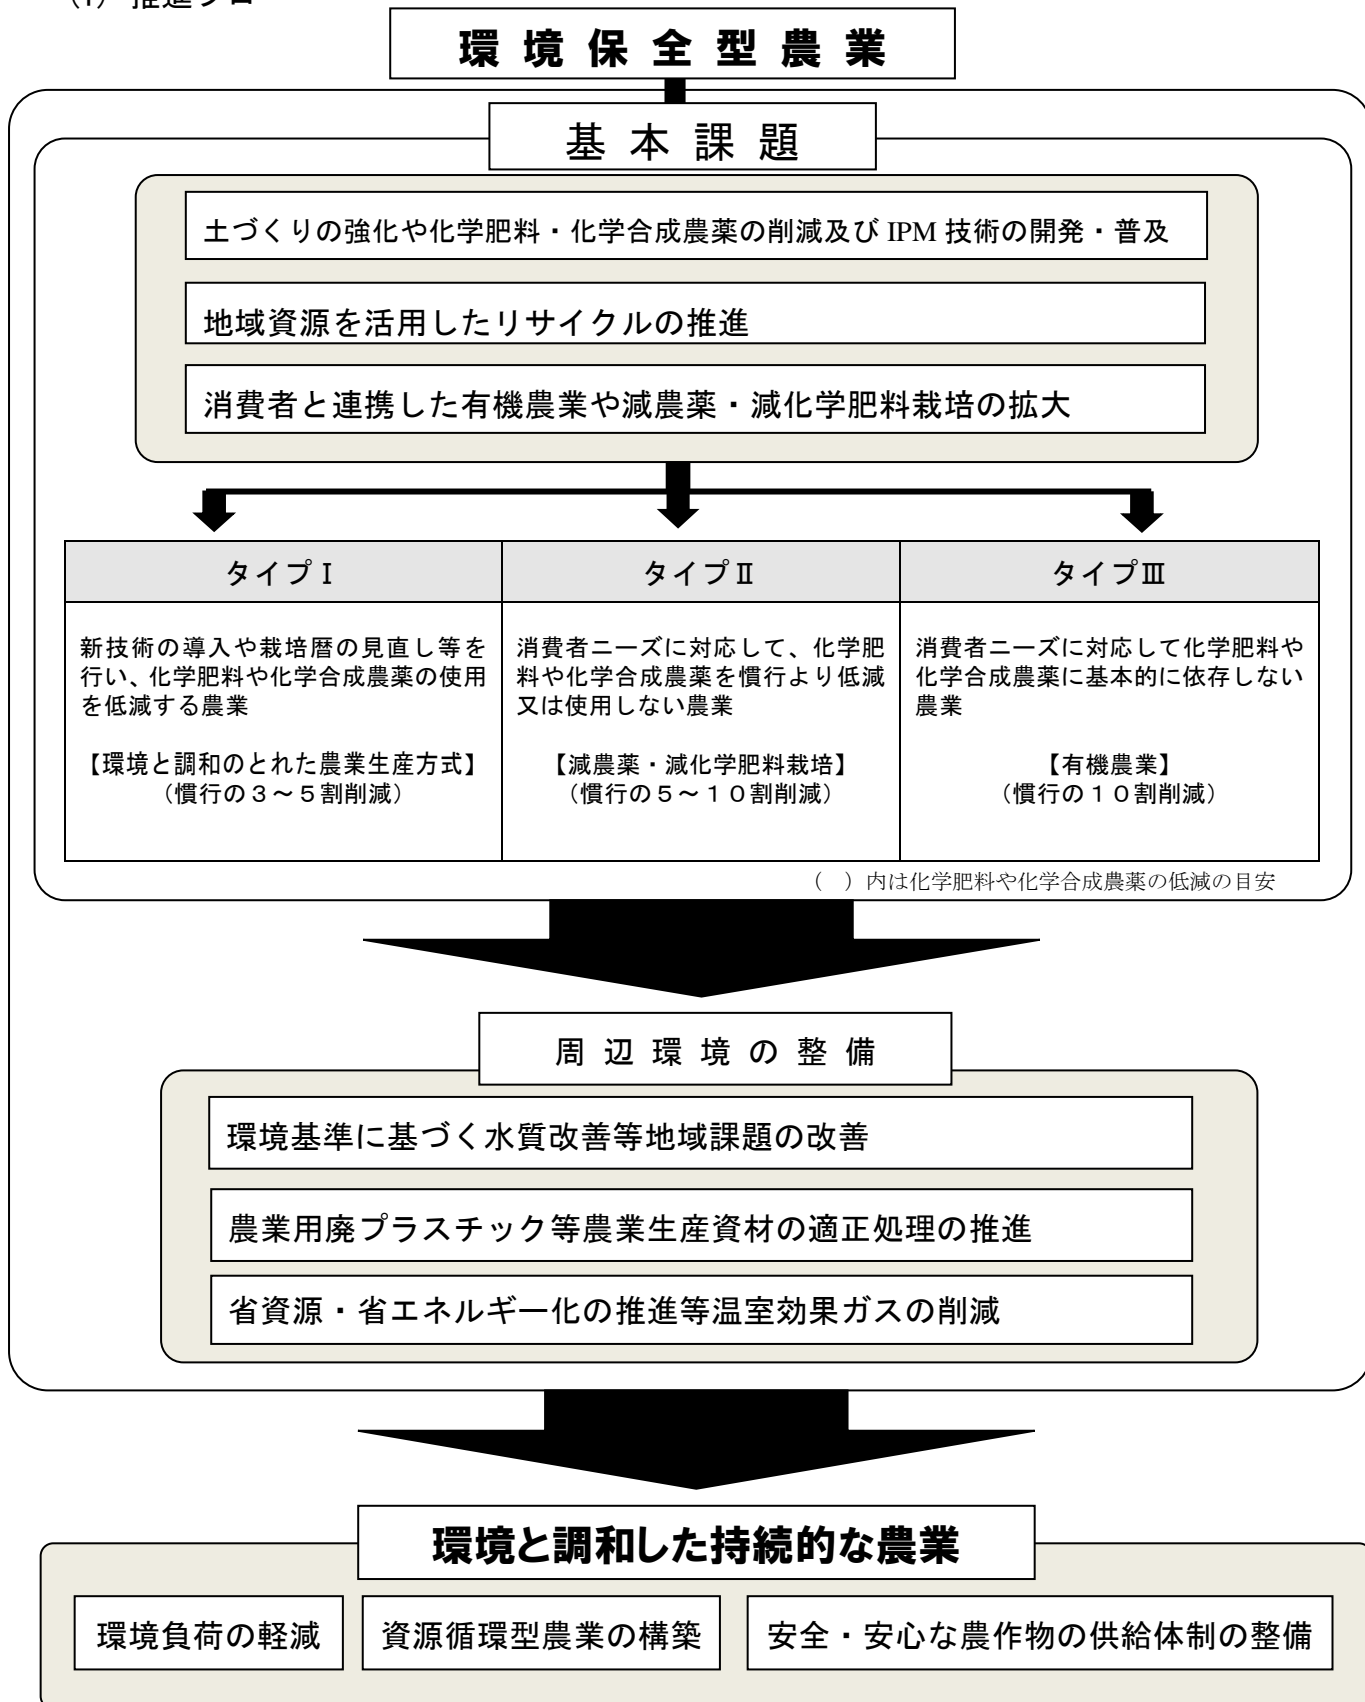 (1) 推進フロー
環境保全型農業
基本課題
土づくりの強化や化学肥料・化学合成農薬の削減及び IPM 技術の開発・普及
地域資源を活用したリサイクルの推進
消費者と連携した有機農業や減農薬・減化学肥料栽培の拡大
タイプⅠ
新技術の導入や栽培暦の見直し等を
行い、化学肥料や化学合成農薬の使用
を低減する農業
【環境と調和のとれた農業生産方式】
（慣行の３～５割削減）
タイプⅡ
消費者ニーズに対応して、化学肥
料や化学合成農薬を慣行より低減
又は使用しない農業
【減農薬・減化学肥料栽培】
（慣行の５～１０割削減）
タイプⅢ
消費者ニーズに対応して化学肥料や
化学合成農薬に基本的に依存しない
農業
【有機農業】
（慣行の１０割削減）
（　）内は化学肥料や化学合成農薬の低減の目安
周辺環境の整備
環境基準に基づく水質改善等地域課題の改善
農業用廃プラスチック等農業生産資材の適正処理の推進
省資源・省エネルギー化の推進等温室効果ガスの削減
環境と調和した持続的な農業
環境負荷の軽減
資源循環型農業の構築
安全・安心な農作物の供給体制の整備